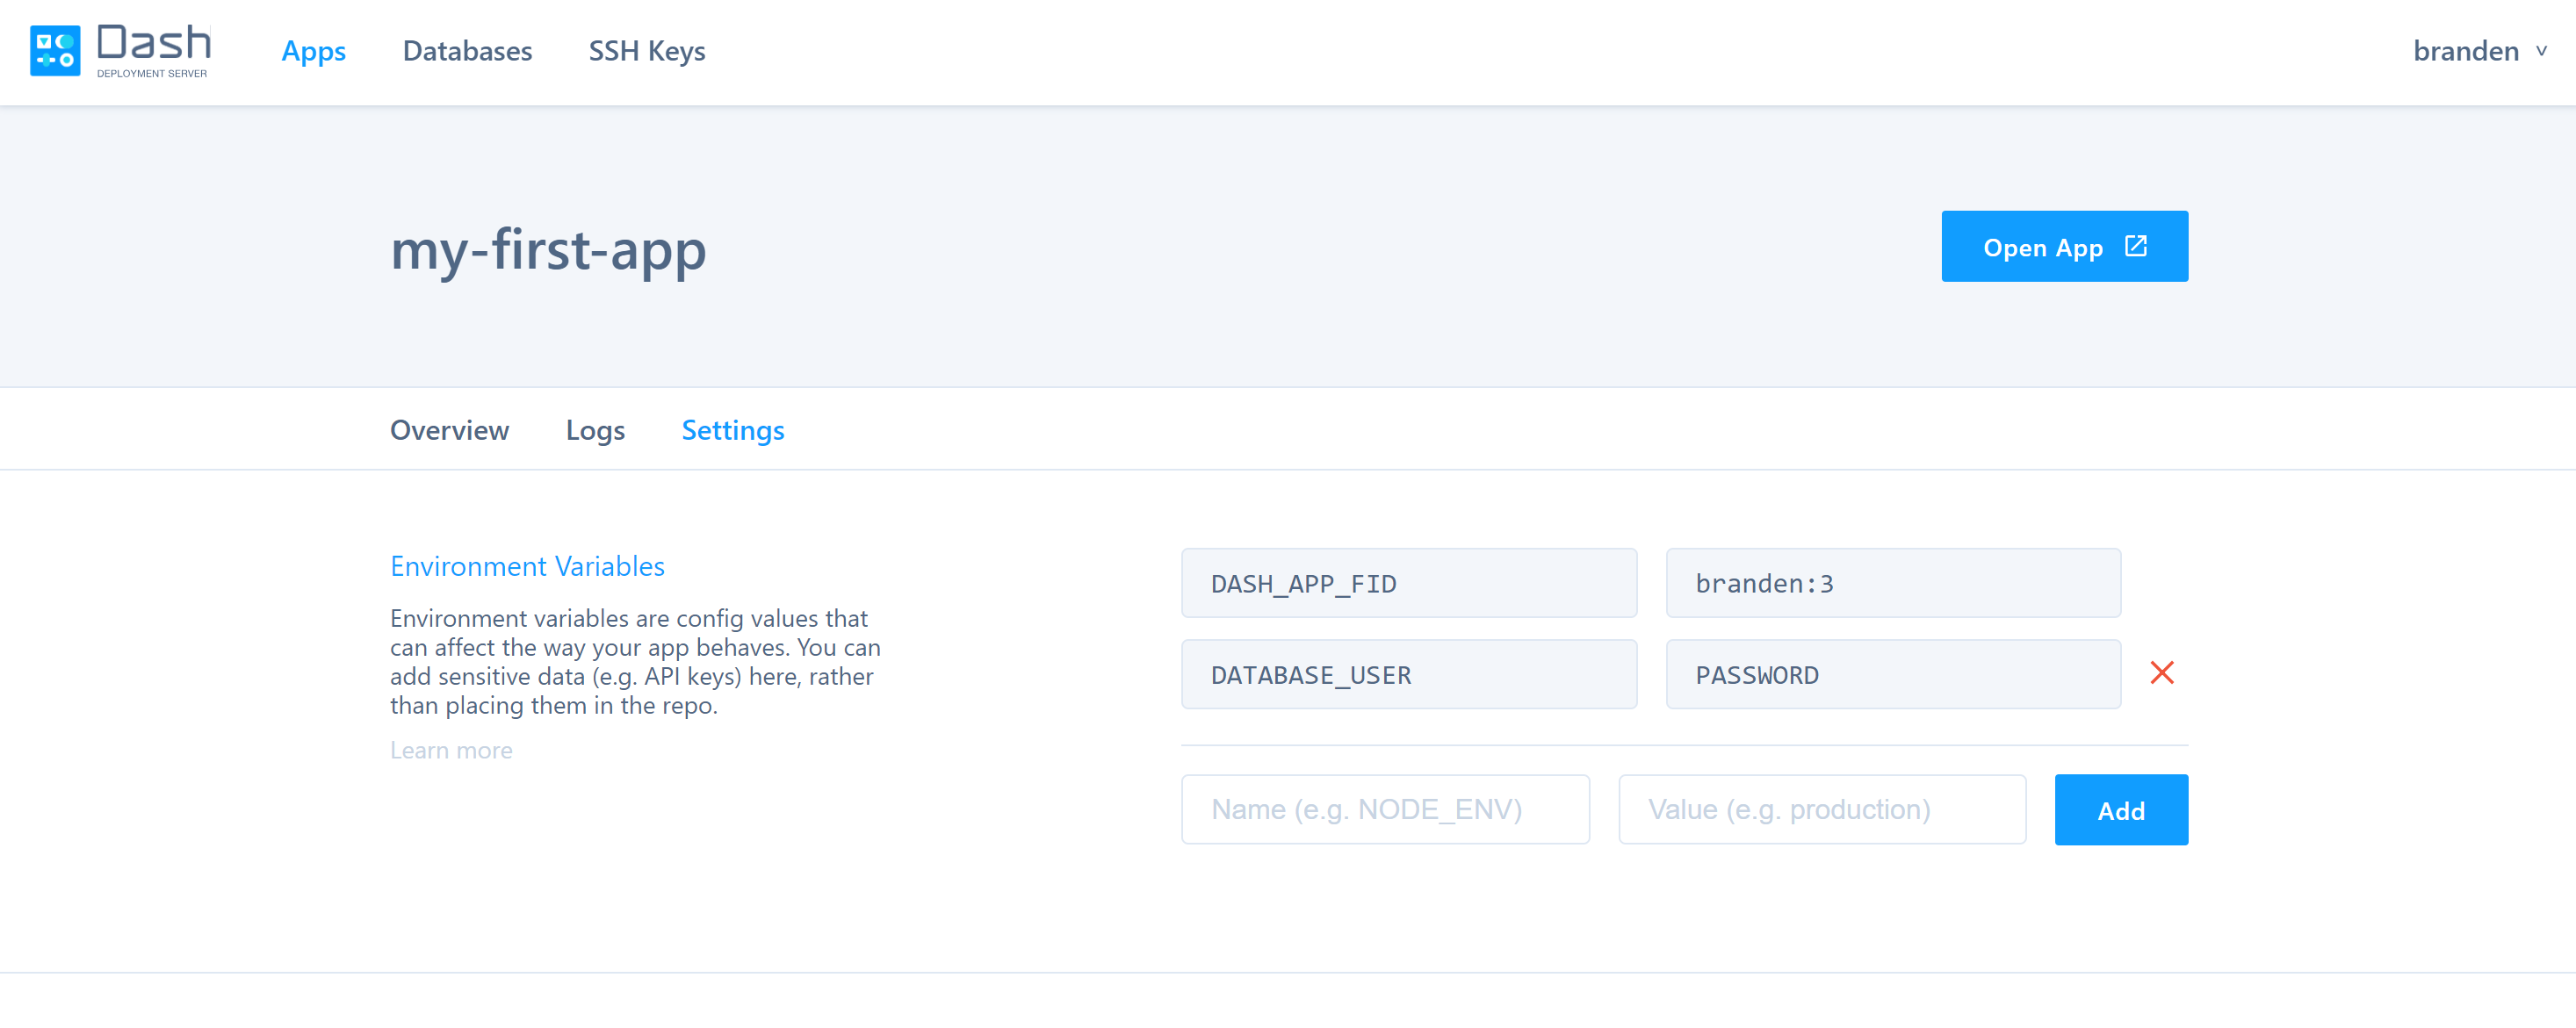 Dash
DEPLOYMENT SERVER
Apps
Databases
SSH Keys
branden
my-first-app
Open App
Overview
Logs
Settings
Environment Variables
Environment variables are config values that
can affect the way your app behaves. You can
add sensitive data (e.g. API keys) here, rather
than placing them in the repo.
Learn more
DASH_APP_FID
branden:3
DATABASE_USER
PASSWORD
Name (e.g. NODE_ENV)
Value (e.g. production)
Add